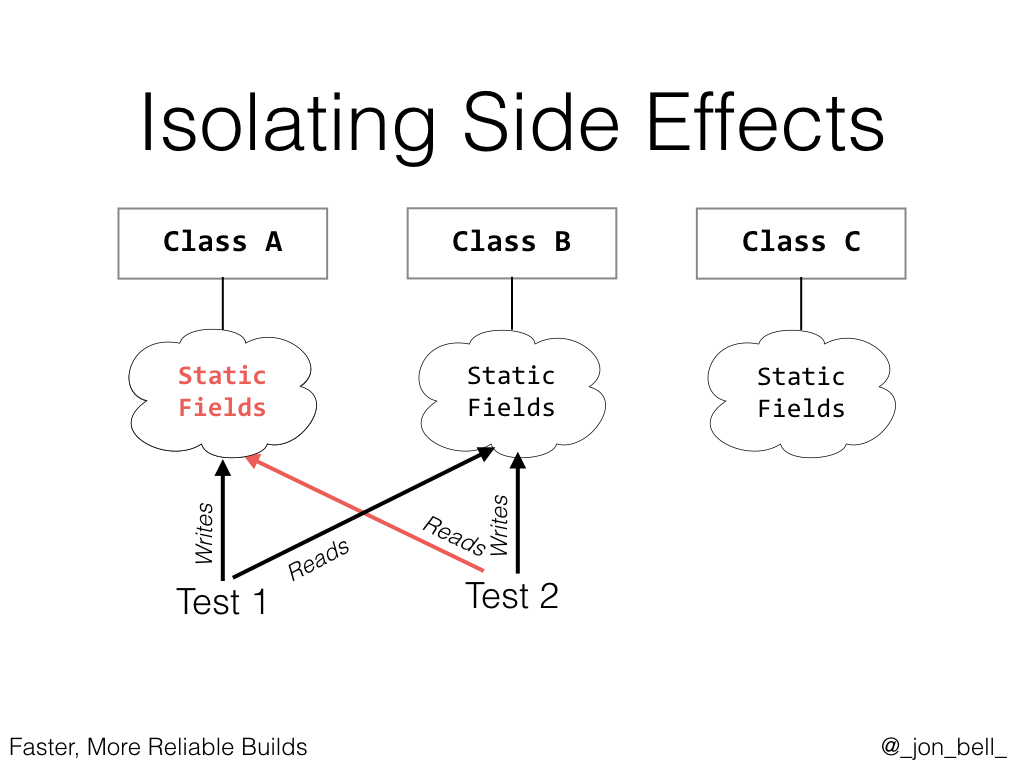 Isolating Side Effects
Class A
Class B
Class C
Static
Fields
Static
Fields
Static
Fields
Writes
Reads
Reads
Writes
Test 1
Test 2
Faster, More Reliable Builds
@_jon_bell_